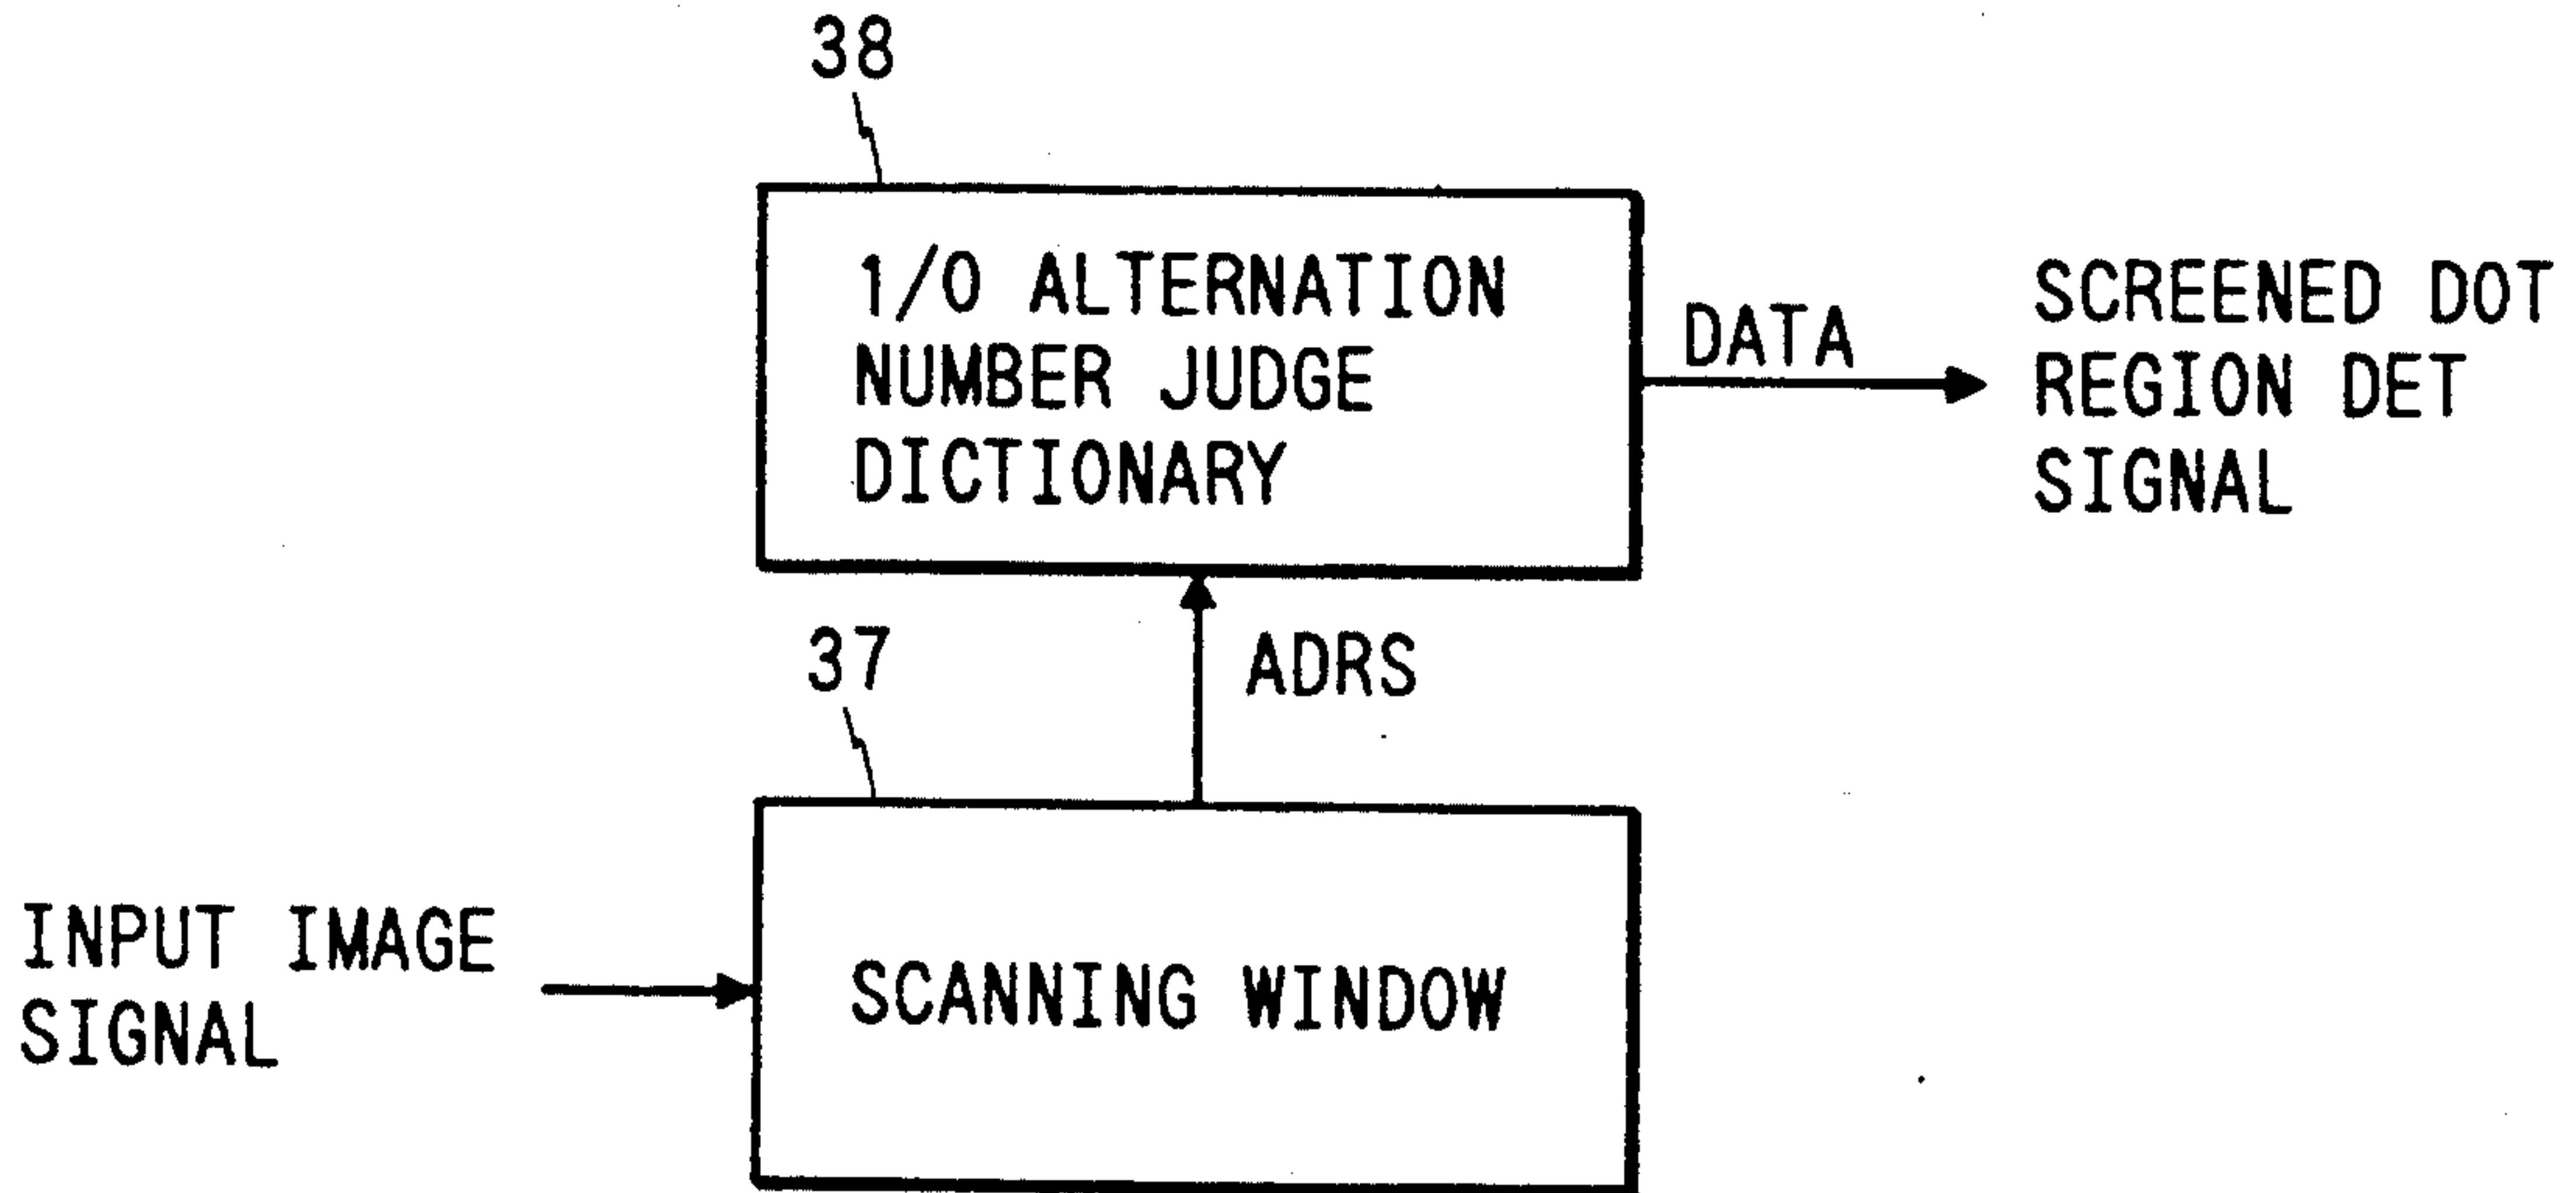 38
1/0 ALTERNATION
NUMBER JUDGE
DICTIONARY
DATA
SCREENED DOT
REGION DET
SIGNAL
37
ADRS
INPUT IMAGE
SIGNAL
SCANNING WINDOW